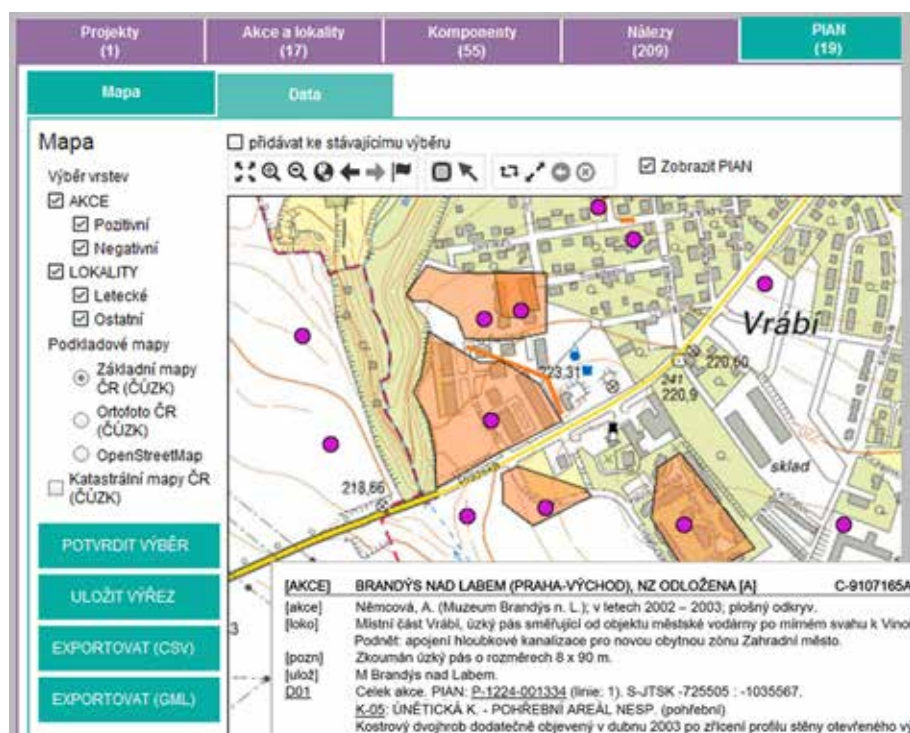 Projekty
(1)
Akce a lokality
(17)
Komponenty
(55)
Nálezy
(209)
PIAN
(19)
Mapa
Data
Mapa
Výběr vrstev
AKCE
Pozitivní
Negativní
LOKALITY
Letecké
Ostatní
Podkladové mapy
Základní mapy
ČR (ČÚZK)
Ortofoto ČR
(ČÚZK)
OpenStreetMap
Katastrální mapy ČR
(ČÚZK)
POTVRDIT VÝBĚR
ULOŽIT VÝŘEZ
EXPORTOVAT (CSV)
EXPORTOVAT (GML)
přidávat ke stávajícímu výběru
Zobrazit PIAN
Vrábí
223,31
220,60
241
220,9
sklad
218,66
3
[AKCE] BRANDÝS NAD LABEM (PRAHA-VÝCHOD), NZ ODLOŽENA [A] C-9107165A
[akce] Němcová, A. (Muzeum Brandýs n. L.); v letech 2002 – 2003; plošný odkryv.
[loko] Místní část Vrábí, úzký pás směřující od objektu městské vodárny po mírném svahu k Vino
Podnět: apojení hloubkové kanalizace pro novou obytnou zónu Zahradní město.
[pozn] Zkoumán úzký pás o rozměrech 8 x 90 m.
[ulož] M Brandýs nad Labem.
D01 Celek akce. PIAN: P-1224-001334 (linie: 1). S-JTSK -725505 : -1035567.
K-05: ÚNĚTICKÁ K. - POHŘEBNÍ AREÁL NESP. (pohřební)
Kostrový dvojhrob dodatečně objevený v dubnu 2003 po zřícení profilu stěny otevřeného vý